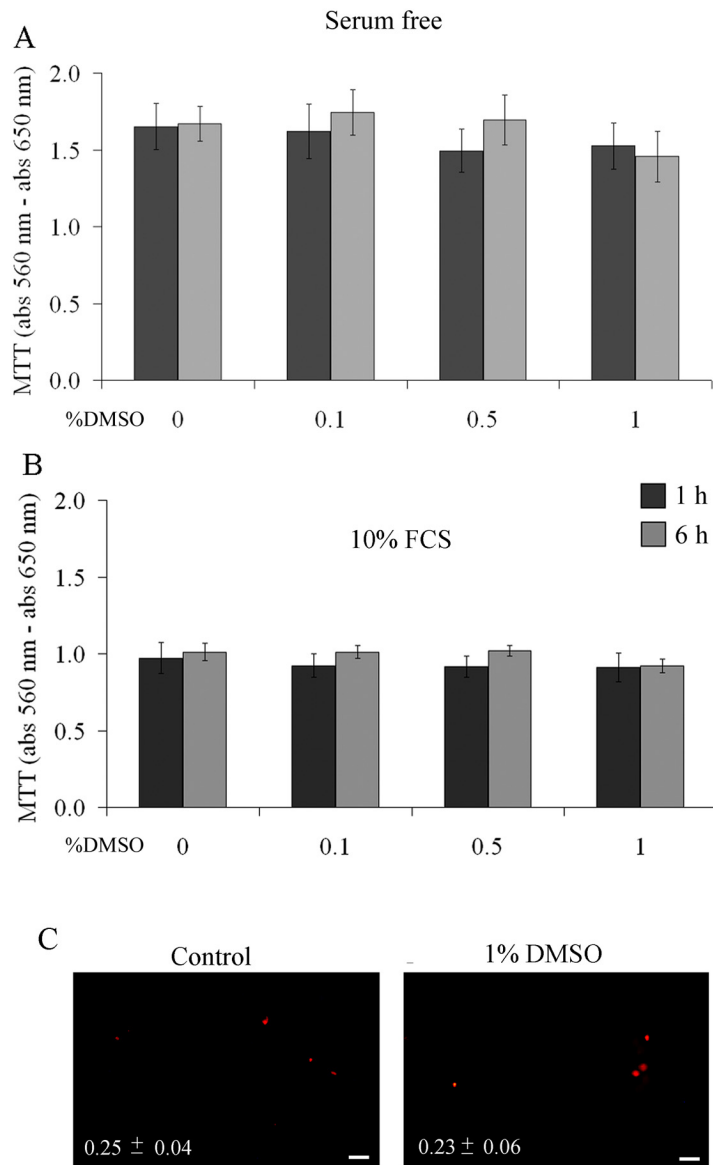 Serum free
A
MTT (abs 560 nm - abs 650 nm)
2.0
1.5
1.0
0.5
0.0
%DMSO 0 0.1 0.5 1
B
MTT (abs 560 nm - abs 650 nm)
2.0
1.5
1.0
0.5
0.0
10% FCS
1 h
6 h
%DMSO 0 0.1 0.5 1
C
Control
1% DMSO
0.25 ± 0.04
0.23 ± 0.06